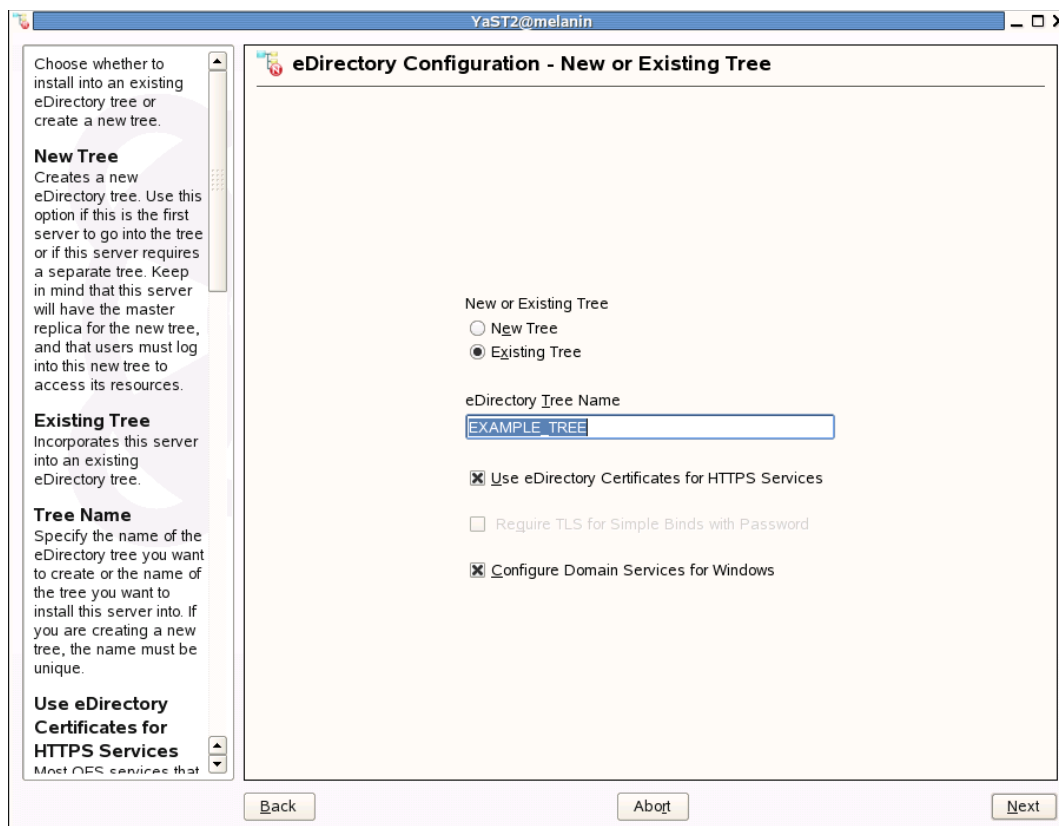 YaST2@melanin
Choose whether to
install into an existing
eDirectory tree or
create a new tree.
New Tree
Creates a new
eDirectory tree. Use this
option if this is the first
server to go into the tree
or if this server requires
a separate tree. Keep
in mind that this server
will have the master
replica for the new tree,
and that users must log
into this new tree to
access its resources.
Existing Tree
Incorporates this server
into an existing
eDirectory tree.
Tree Name
Specify the name of the
eDirectory tree you want
to create or the name of
the tree you want to
install this server into. If
you are creating a new
tree, the name must be
unique.
Use eDirectory
Certificates for
HTTPS Services
Most OES services that
eDirectory Configuration - New or Existing Tree
New or Existing Tree
New Tree
Existing Tree
eDirectory Tree Name
EXAMPLE_TREE
Use eDirectory Certificates for HTTPS Services
Require TLS for Simple Binds with Password
Configure Domain Services for Windows
Back
Abort
Next